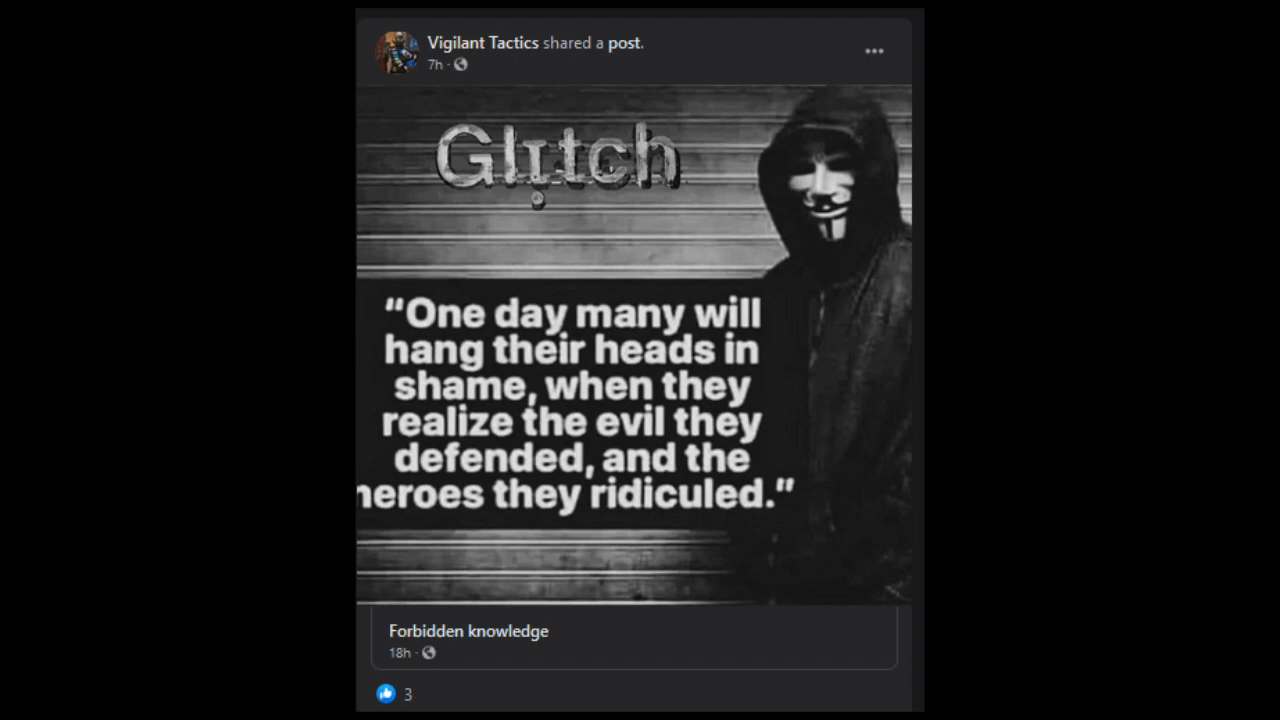 Vigilant Tactics shared a post.
7h ·
Glitch
“One day many will
hang their heads in
shame, when they
realize the evil they
defended, and the
heroes they ridiculed.”
Forbidden knowledge
18h ·
3